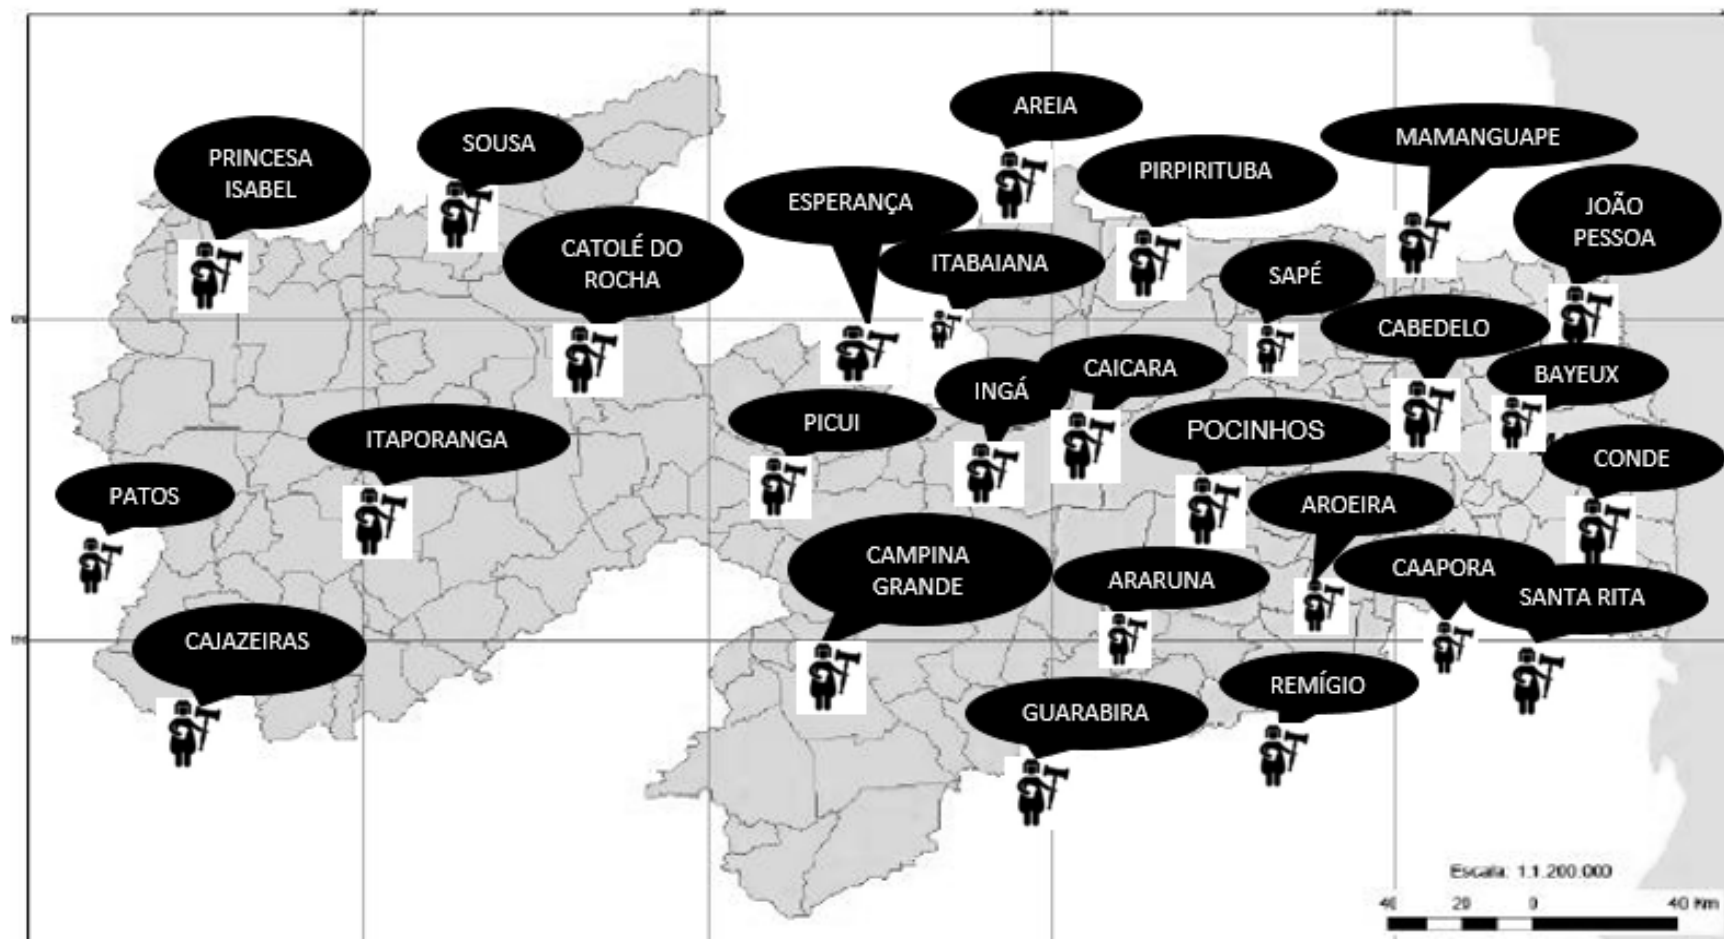 AREIA
MAMANGUAPE
SOUSA
PRINCESA
ISABEL
PIRPIRITUBA
ESPERANÇA
JOÃO
PESSOA
CATOLÉ DO
ROCHA
ITABAIANA
SAPÉ
CABEDELO
CAICARA
BAYEUX
INGÁ
PICUI
POCINHOS
ITAPORANGA
CONDE
PATOS
AROEIRA
CAMPINA
GRANDE
ARARUNA
CAAPORA
SANTA RITA
CAJAZEIRAS
REMÍGIO
GUARABIRA
Escala: 1:1.200.000
40 20 0 40 Km